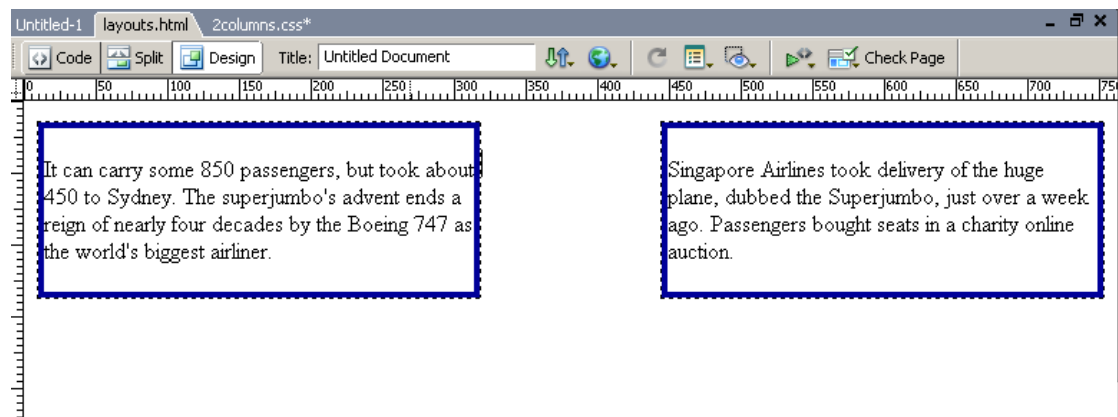 Untitled-1 layouts.html 2columns.css*
Code Split Design Title: Untitled Document Check Page
0 50 100 150 200 250 300 350 400 450 500 550 600 650 700 75
It can carry some 850 passengers, but took about
450 to Sydney. The superjumbo's advent ends a
reign of nearly four decades by the Boeing 747 as
the world's biggest airliner.
Singapore Airlines took delivery of the huge
plane, dubbed the Superjumbo, just over a week
ago. Passengers bought seats in a charity online
auction.